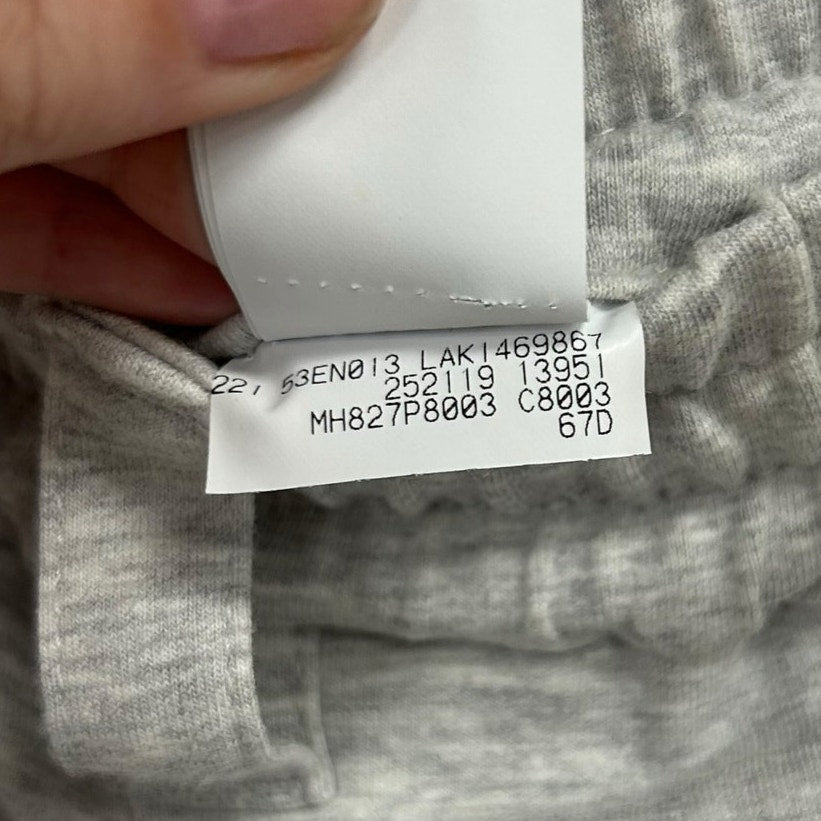 22, 53EN013 LAK1469867
252119 13951
MH827P8003 C8003
67D